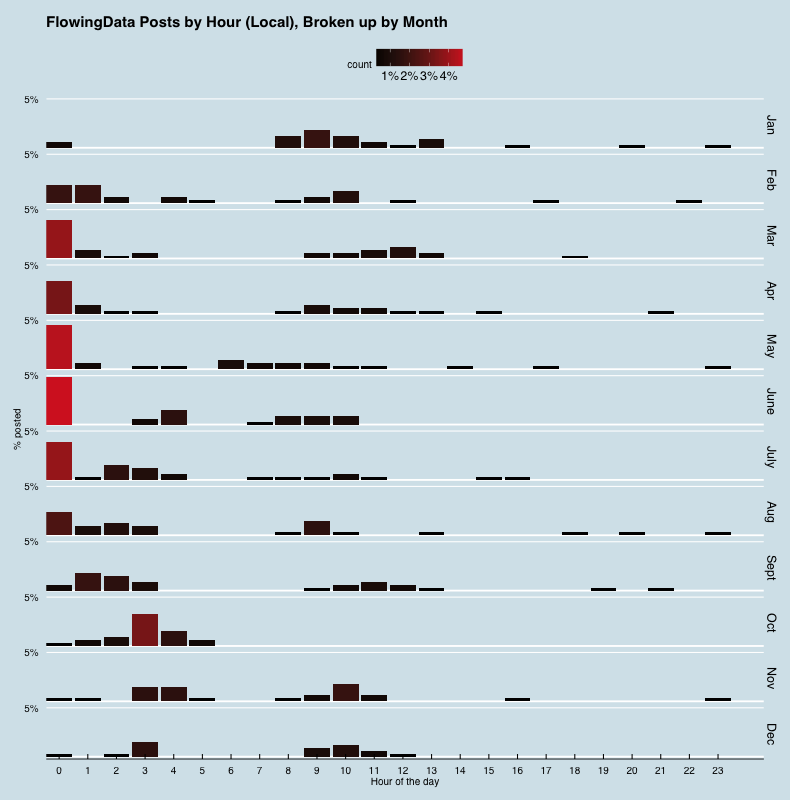 FlowingData Posts by Hour (Local), Broken up by Month
count
1% 2% 3% 4%
5%
Jan
5%
Feb
5%
Mar
5%
Apr
5%
May
5%
June
% posted
5%
July
5%
Aug
5%
Sept
5%
Oct
5%
Nov
5%
Dec
0 1 2 3 4 5 6 7 8 9 10 11 12 13 14 15 16 17 18 19 20 21 22 23
Hour of the day